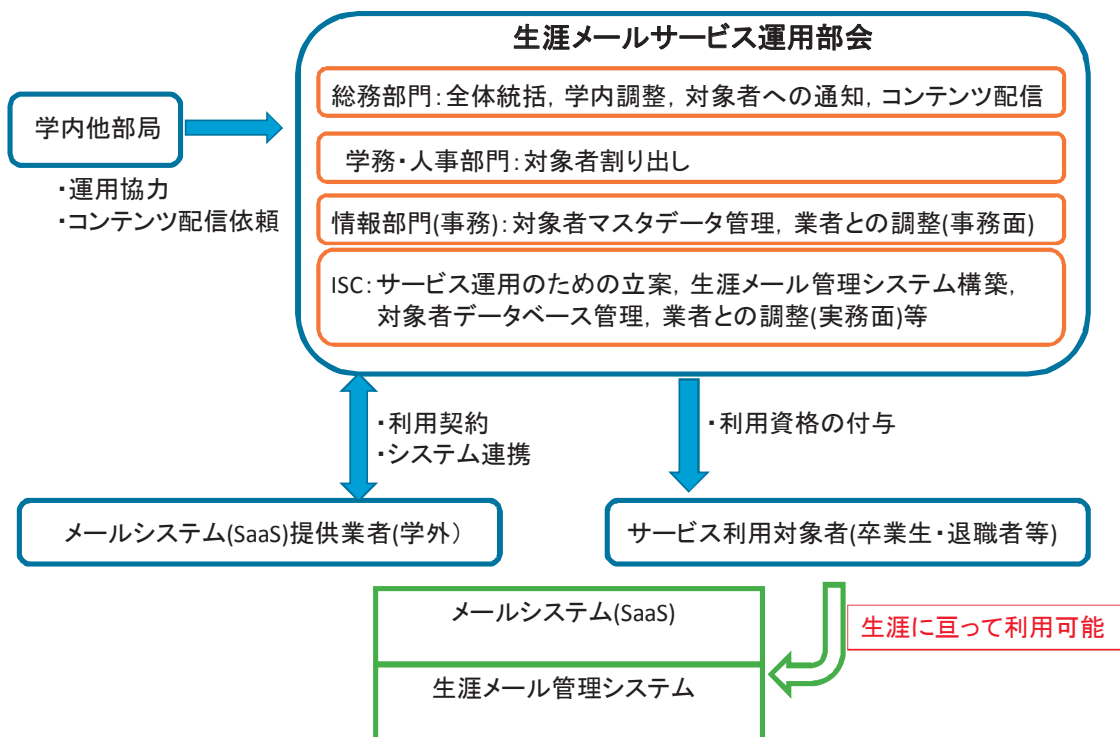 生涯メールサービス運用部会
総務部門:全体統括, 学内調整, 対象者への通知, コンテンツ配信
学内他部局
・運用協力
・コンテンツ配信依頼
学務・人事部門:対象者割り出し
情報部門(事務):対象者マスタデータ管理, 業者との調整(事務面)
ISC:サービス運用のための立案, 生涯メール管理システム構築,
対象者データベース管理, 業者との調整(実務面)等
・利用契約
・システム連携
・利用資格の付与
メールシステム(SaaS)提供業者(学外)
サービス利用対象者(卒業生・退職者等)
メールシステム(SaaS)
生涯に亘って利用可能
生涯メール管理システム